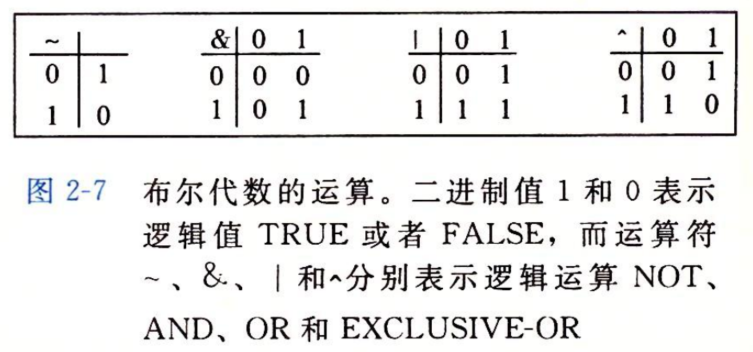 ~ & 0 1 | 0 1 ^ 0 1
0 1 0 0 0 0 0 1 0 0 1
1 0 1 0 1 1 1 1 1 1 0
图 2-7 布尔代数的运算。二进制值 1 和 0 表示
逻辑值 TRUE 或者 FALSE，而运算符
~、&、| 和^分别表示逻辑运算 NOT、
AND、OR 和 EXCLUSIVE-OR